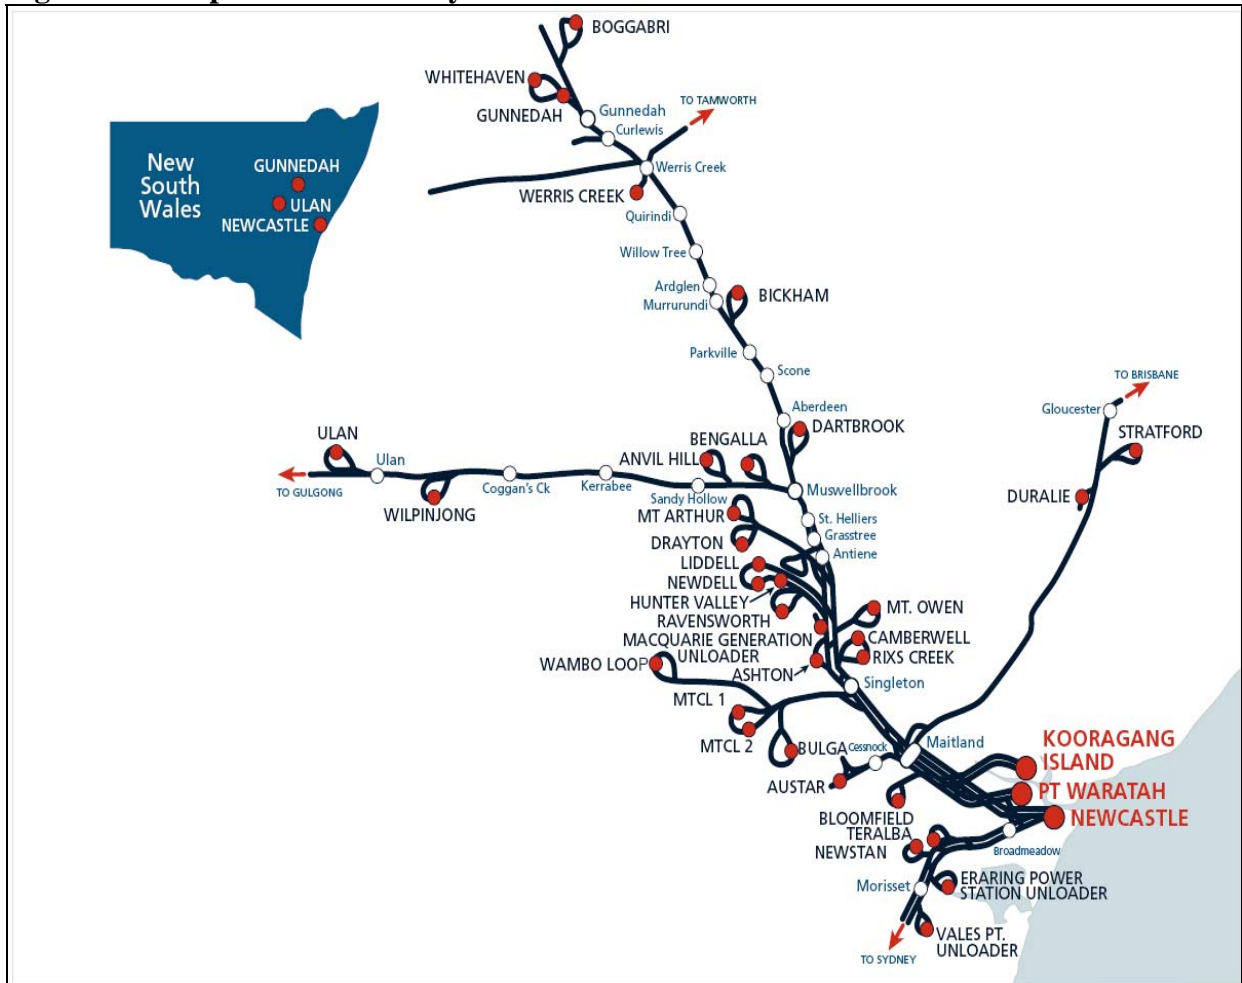 BOGGABRI
WHITEHAVEN
TO TAMWORTH
GUNNEDAH
Gunnedah
Curlewis
New
South
Wales
GUNNEDAH
ULAN
NEWCASTLE
Werris Creek
WERRIS CREEK
Quirindi
Willow Tree
Ardglen
Murrurundi
BICKHAM
Parkville
Scone
TO BRISBANE
Aberdeen
Gloucester
DARTBROOK
STRATFORD
ULAN
BENGALLA
Ulan
ANVIL HILL
TO GULGONG
Coggan's Ck
Kerrabee
Sandy Hollow
Muswellbrook
DURALIE
WILPINJONG
MT ARTHUR
St. Helliers
Grasstree
DRAYTON
Antiene
LIDDELL
NEWDELL
HUNTER VALLEY
MT. OWEN
RAVENSWORTH
MACQUARIE GENERATION
UNLOADER
CAMBERWELL
RIXS CREEK
WAMBO LOOP
ASHTON
Singleton
MTCL 1
MTCL 2
BULGA
Cessnock
Maitland
KOORAGANG
ISLAND
AUSTAR
PT WARATAH
BLOOMFIELD
NEWCASTLE
TERALBA
NEWSTAN
Broadmeadow
Morisset
ERARING POWER
STATION UNLOADER
VALES PT.
UNLOADER
TO SYDNEY